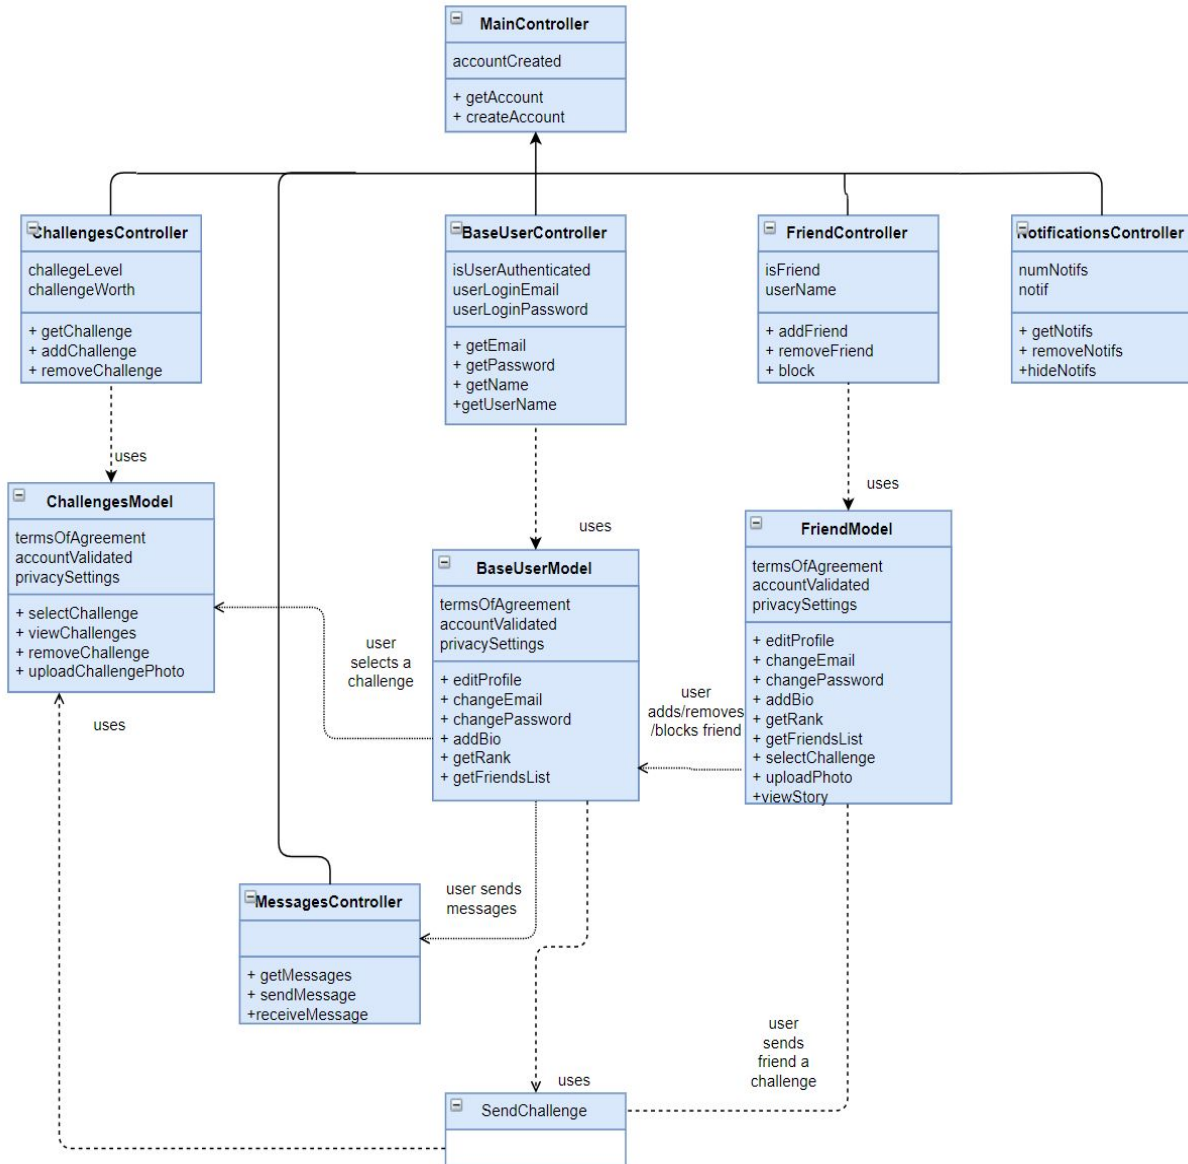 MainController
accountCreated
+ getAccount
+ createAccount
ChallengesController
challegeLevel
challengeWorth
+ getChallenge
+ addChallenge
+ removeChallenge
BaseUserController
isUserAuthenticated
userLoginEmail
userLoginPassword
+ getEmail
+ getPassword
+ getName
+getUserName
FriendController
isFriend
userName
+ addFriend
+ removeFriend
+ block
NotificationsController
numNotifs
notif
+ getNotifs
+ removeNotifs
+hideNotifs
uses
uses
uses
ChallengesModel
termsOfAgreement
accountValidated
privacySettings
+ selectChallenge
+ viewChallenges
+ removeChallenge
+ uploadChallengePhoto
BaseUserModel
termsOfAgreement
accountValidated
privacySettings
+ editProfile
+ changeEmail
+ changePassword
+ addBio
+ getRank
+ getFriendsList
FriendModel
termsOfAgreement
accountValidated
privacySettings
+ editProfile
+ changeEmail
+ changePassword
+ addBio
+ getRank
+ getFriendsList
+ selectChallenge
+ uploadPhoto
+viewStory
user
selects a
challenge
user
adds/removes
/blocks friend
uses
MessagesController
+ getMessages
+ sendMessage
+receiveMessage
user sends
messages
user
sends
friend a
challenge
uses
SendChallenge